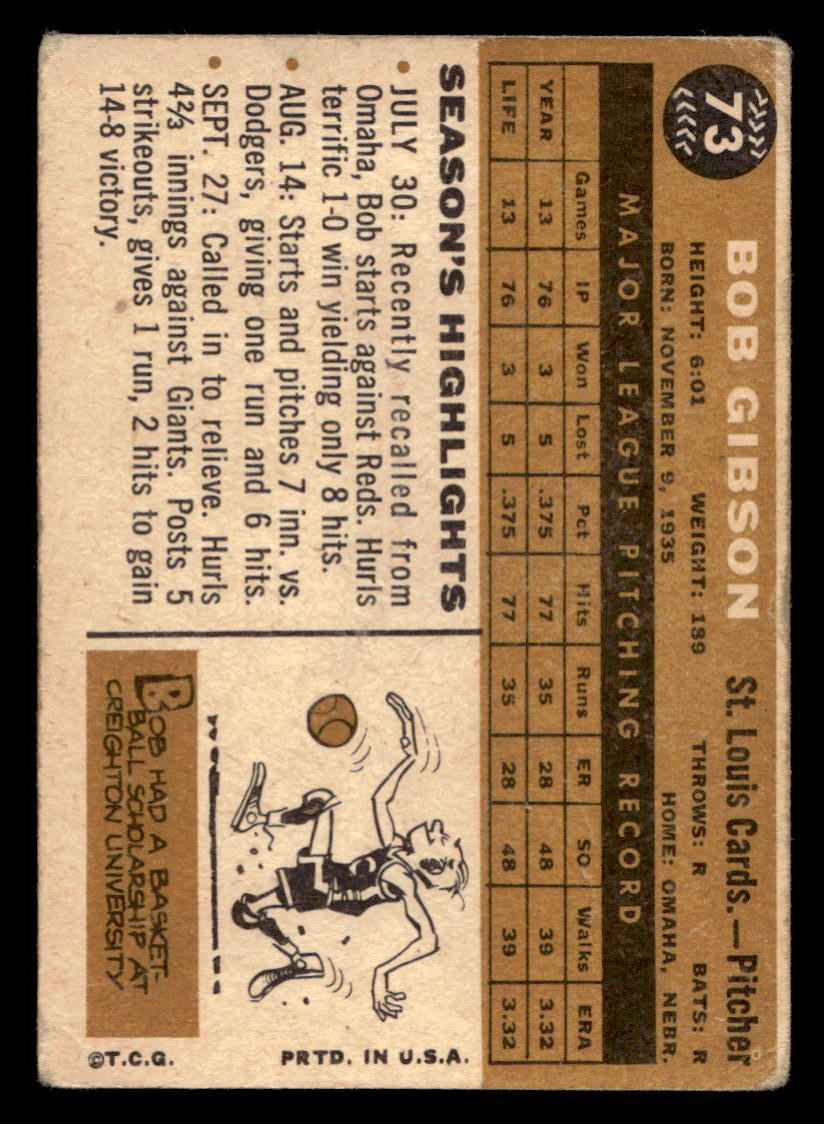 73
BOB GIBSON St. Louis Cards.—Pitcher
HEIGHT: 6:01 WEIGHT: 189 THROWS: R BATS: R
BORN: NOVEMBER 9, 1935 HOME: OMAHA, NEBR.
MAJOR LEAGUE PITCHING RECORD
Games IP Won Lost Pct Hits Runs ER SO Walks ERA
YEAR 13 76 3 5 .375 77 35 28 48 39 3.32
LIFE 13 76 3 5 .375 77 35 28 48 39 3.32
SEASON'S HIGHLIGHTS
• JULY 30: Recently recalled from
Omaha, Bob starts against Reds. Hurls
terrific 1-0 win yielding only 8 hits.
• AUG. 14: Starts and pitches 7 inn. vs.
Dodgers, giving one run and 6 hits.
• SEPT. 27: Called in to relieve. Hurls
4⅔ innings against Giants. Posts 5
strikeouts, gives 1 run, 2 hits to gain
14-8 victory.
BOB HAD A BASKET-
BALL SCHOLARSHIP AT
CREIGHTON UNIVERSITY
©T.C.G. PRTD. IN U.S.A.